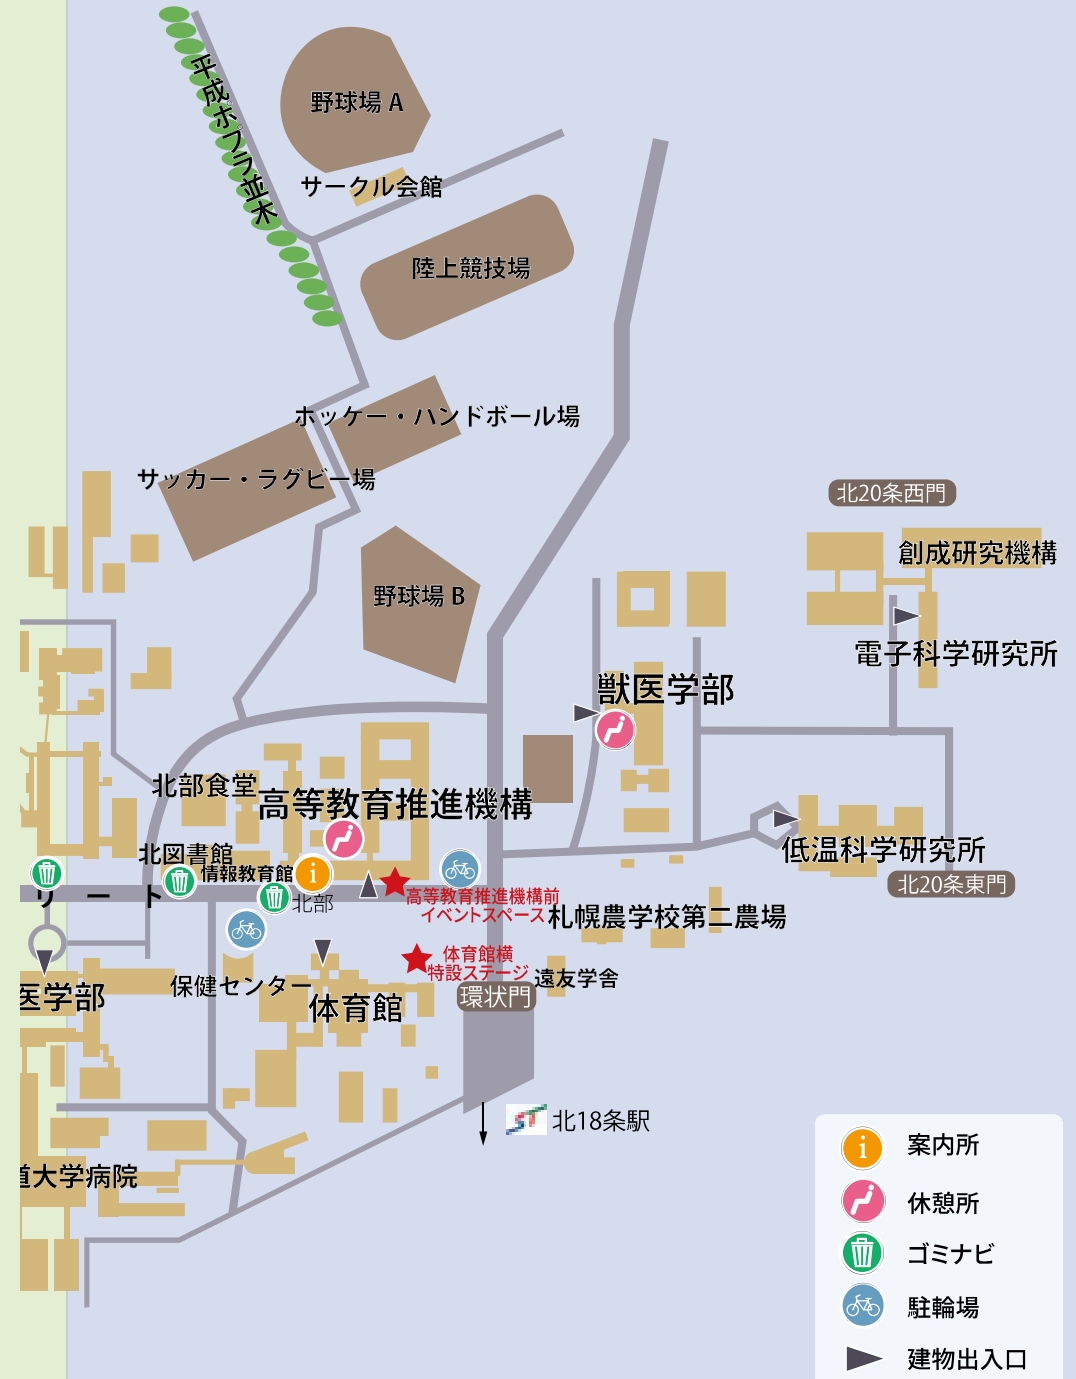 平成ポプラ並木
野球場 A
サークル会館
陸上競技場
ホッケー・ハンドボール場
サッカー・ラグビー場
北20条西門
創成研究機構
野球場 B
電子科学研究所
獣医学部
北部食堂
高等教育推進機構
北図書館
情報教育館
北部
低温科学研究所
北20条東門
リート
高等教育推進機構前
イベントスペース
札幌農学校第二農場
体育館横
特設ステージ
遠友学舎
保健センター
医学部
体育館
環状門
北18条駅
道大学病院
案内所
休憩所
ゴミナビ
駐輪場
建物出入口